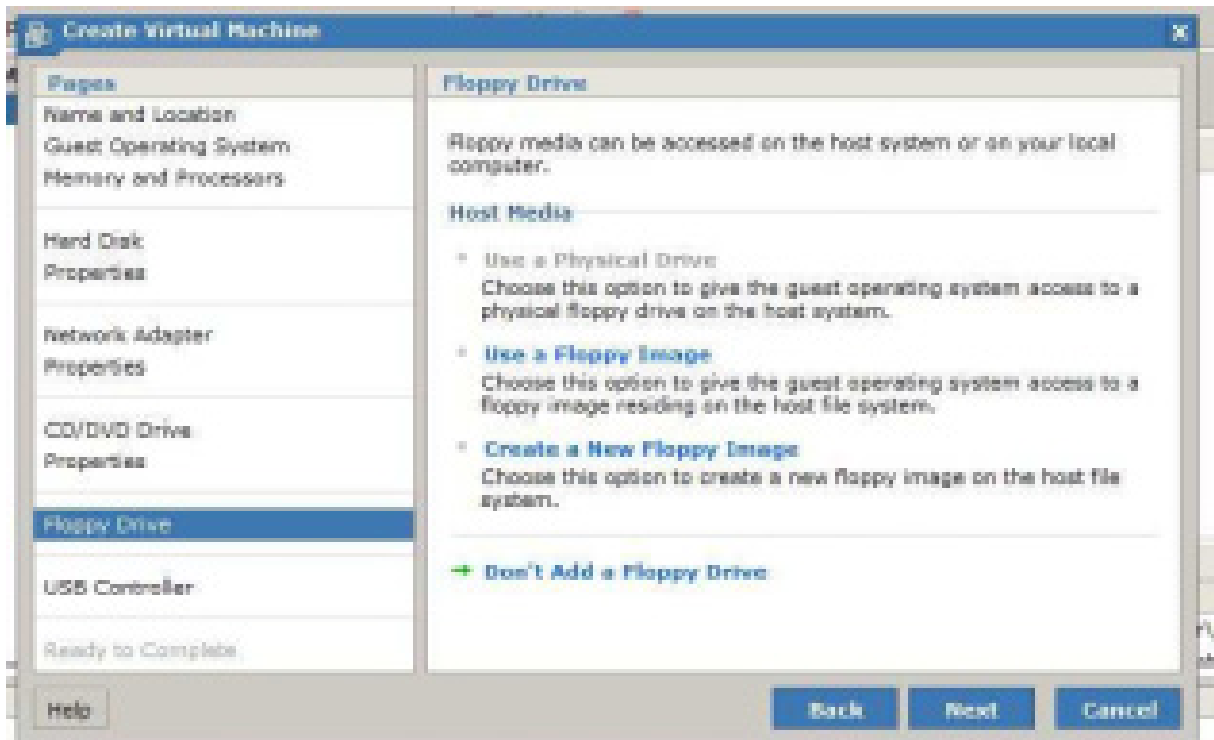 Create Virtual Machine
Pages
Name and Location
Guest Operating System
Memory and Processors
Hard Disk
Properties
Network Adapter
Properties
CD/DVD Drive
Properties
Floppy Drive
USB Controller
Ready to Complete
Floppy Drive
Floppy media can be accessed on the host system or on your local
computer.
Host Media
Use a Physical Drive
Choose this option to give the guest operating system access to a
physical floppy drive on the host system.
Use a Floppy Image
Choose this option to give the guest operating system access to a
floppy image residing on the host file system.
Create a New Floppy Image
Choose this option to create a new floppy image on the host file
system.
Don't Add a Floppy Drive
Help
Back
Next
Cancel